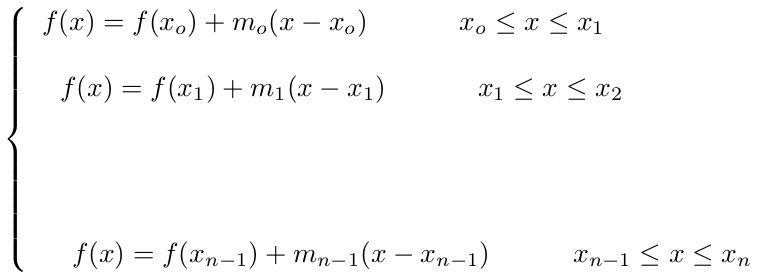 f(x) = f(x_o) + m_o(x − x_o) x_o ≤ x ≤ x_1
f(x) = f(x_1) + m_1(x − x_1) x_1 ≤ x ≤ x_2
f(x) = f(x_{n−1}) + m_{n−1}(x − x_{n−1}) x_{n−1} ≤ x ≤ x_n